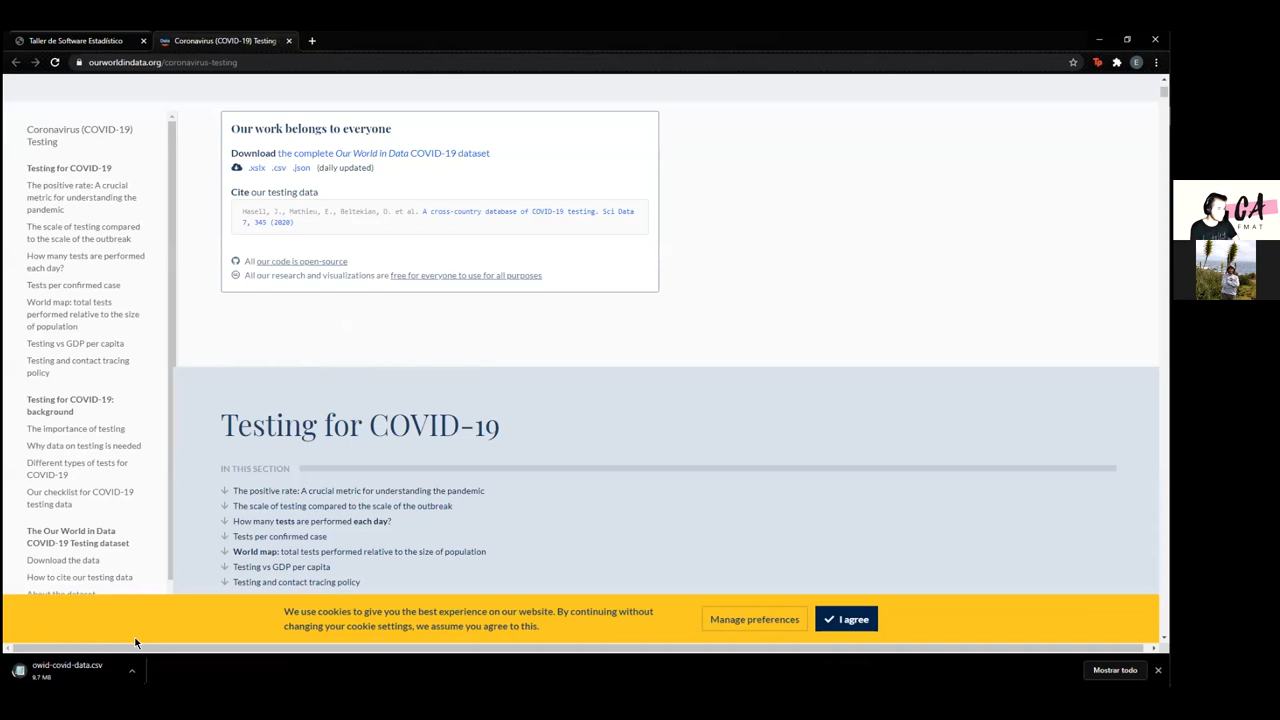 Taller de Software Estadístico
Coronavirus (COVID-19) Testing
ourworldindata.org/coronavirus-testing
E
Coronavirus (COVID-19)
Testing
Testing for COVID-19
The positive rate: A crucial
metric for understanding the
pandemic
The scale of testing compared
to the scale of the outbreak
How many tests are performed
each day?
Tests per confirmed case
World map: total tests
performed relative to the size
of population
Testing vs GDP per capita
Testing and contact tracing
policy
Testing for COVID-19:
background
The importance of testing
Why data on testing is needed
Different types of tests for
COVID-19
Our checklist for COVID-19
testing data
The Our World in Data
COVID-19 Testing dataset
Download the data
How to cite our testing data
About the dataset
Our work belongs to everyone
Download the complete Our World in Data COVID-19 dataset
.xslx .csv .json (daily updated)
Cite our testing data
Hasell, J., Mathieu, E., Beltekian, D. et al. A cross-country database of COVID-19 testing. Sci Data
7, 345 (2020)
All our code is open-source
All our research and visualizations are free for everyone to use for all purposes
Testing for COVID-19
IN THIS SECTION
The positive rate: A crucial metric for understanding the pandemic
The scale of testing compared to the scale of the outbreak
How many tests are performed each day?
Tests per confirmed case
World map: total tests performed relative to the size of population
Testing vs GDP per capita
Testing and contact tracing policy
We use cookies to give you the best experience on our website. By continuing without
changing your cookie settings, we assume you agree to this.
Manage preferences
I agree
owid-covid-data.csv
9.7 MB
Mostrar todo
CA
FMAT